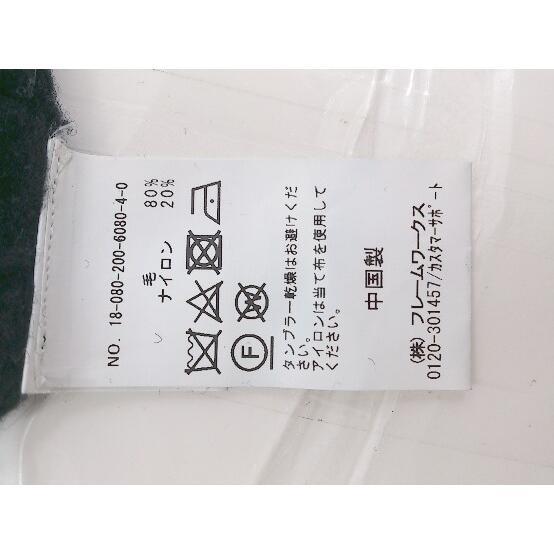 NO. 18-080-200-6080-4-0
毛 80%
ナイロン 20%
F
W
タンブラー乾燥はお避けくだ
さい。
アイロンは当て布を使用して
ください。
中国製
(株) フレームワークス
0120-301457/カスタマーサポート